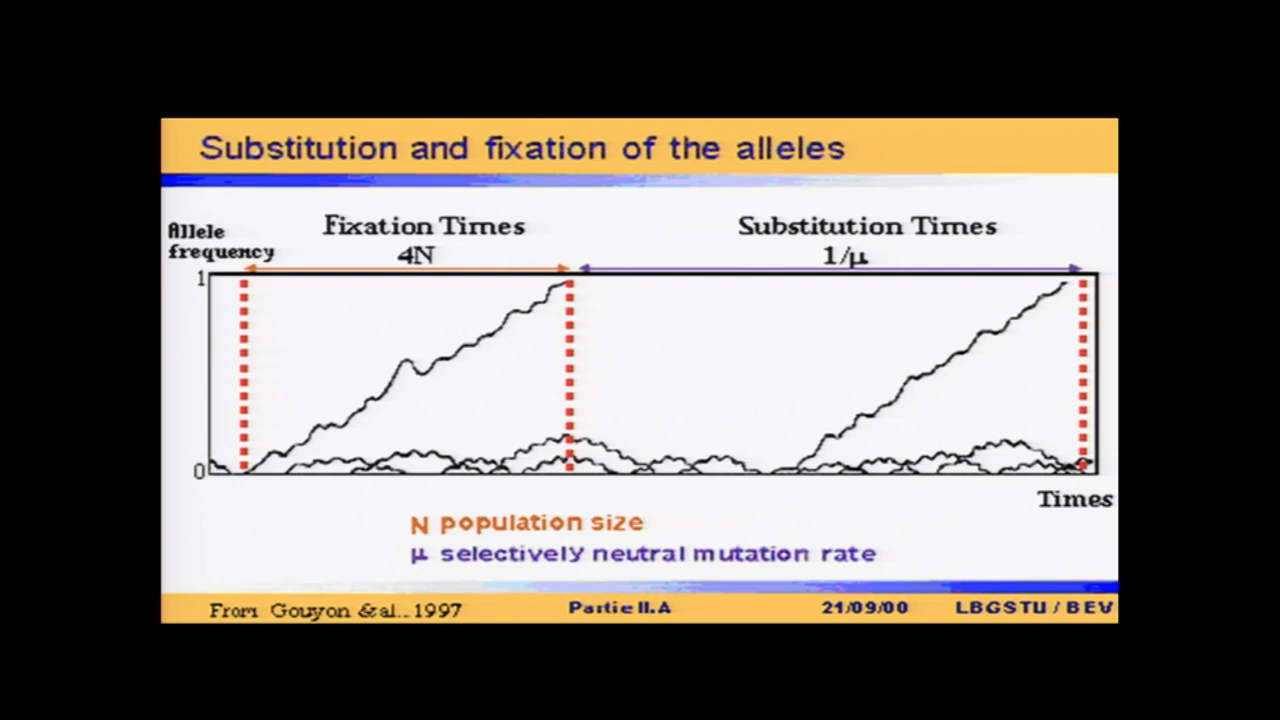 Substitution and fixation of the alleles
Allele
frequency
Fixation Times
4N
Substitution Times
1/μ
1
0
Times
N population size
μ selectively neutral mutation rate
From Gouyon &al.. 1997
Partie II.A
21/09/00
LBGSTU / BEV